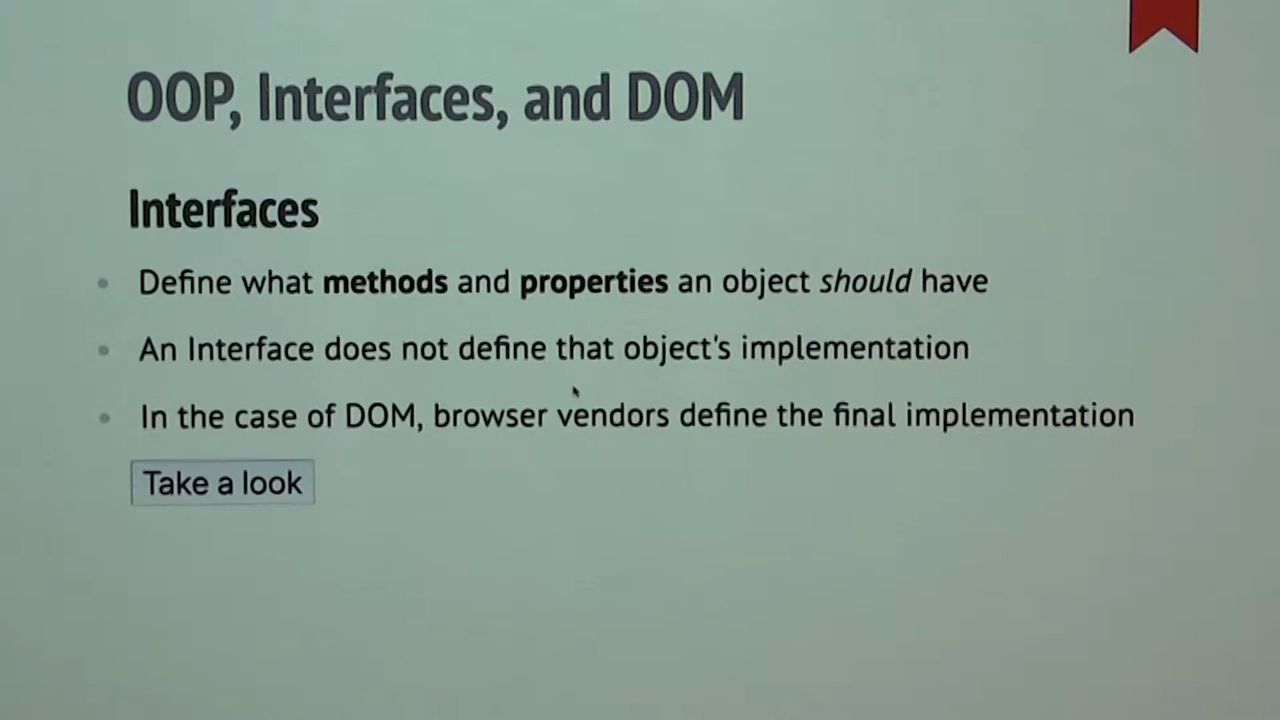 OOP, Interfaces, and DOM
Interfaces
Define what methods and properties an object should have
An Interface does not define that object's implementation
In the case of DOM, browser vendors define the final implementation
Take a look